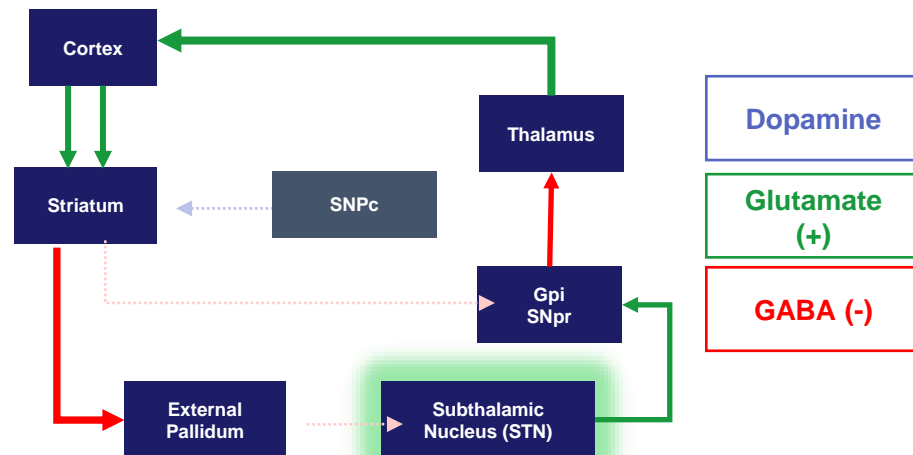 Cortex
Thalamus
Dopamine
Striatum
SNPc
Glutamate
(+)
Gpi
SNpr
GABA (-)
External
Pallidum
Subthalamic
Nucleus (STN)